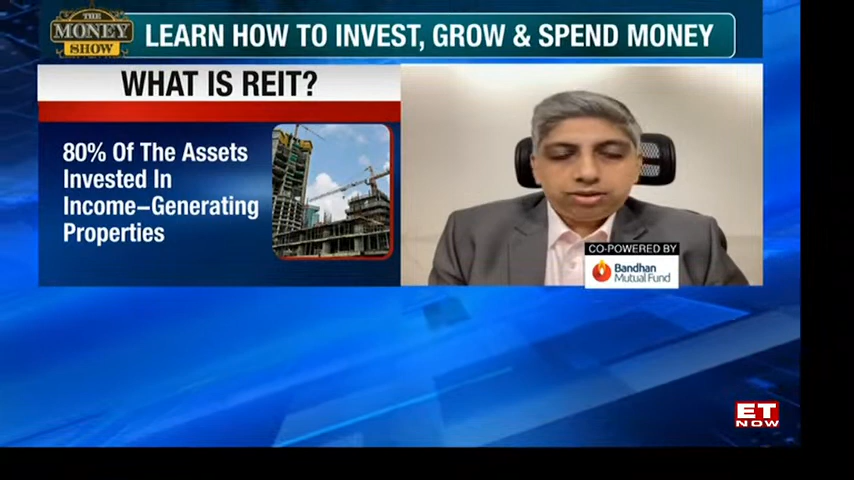 THE
MONEY
SHOW
LEARN HOW TO INVEST, GROW & SPEND MONEY
WHAT IS REIT?
80% Of The Assets
Invested In
Income–Generating
Properties
CO-POWERED BY
Bandhan
Mutual Fund
ET
NOW